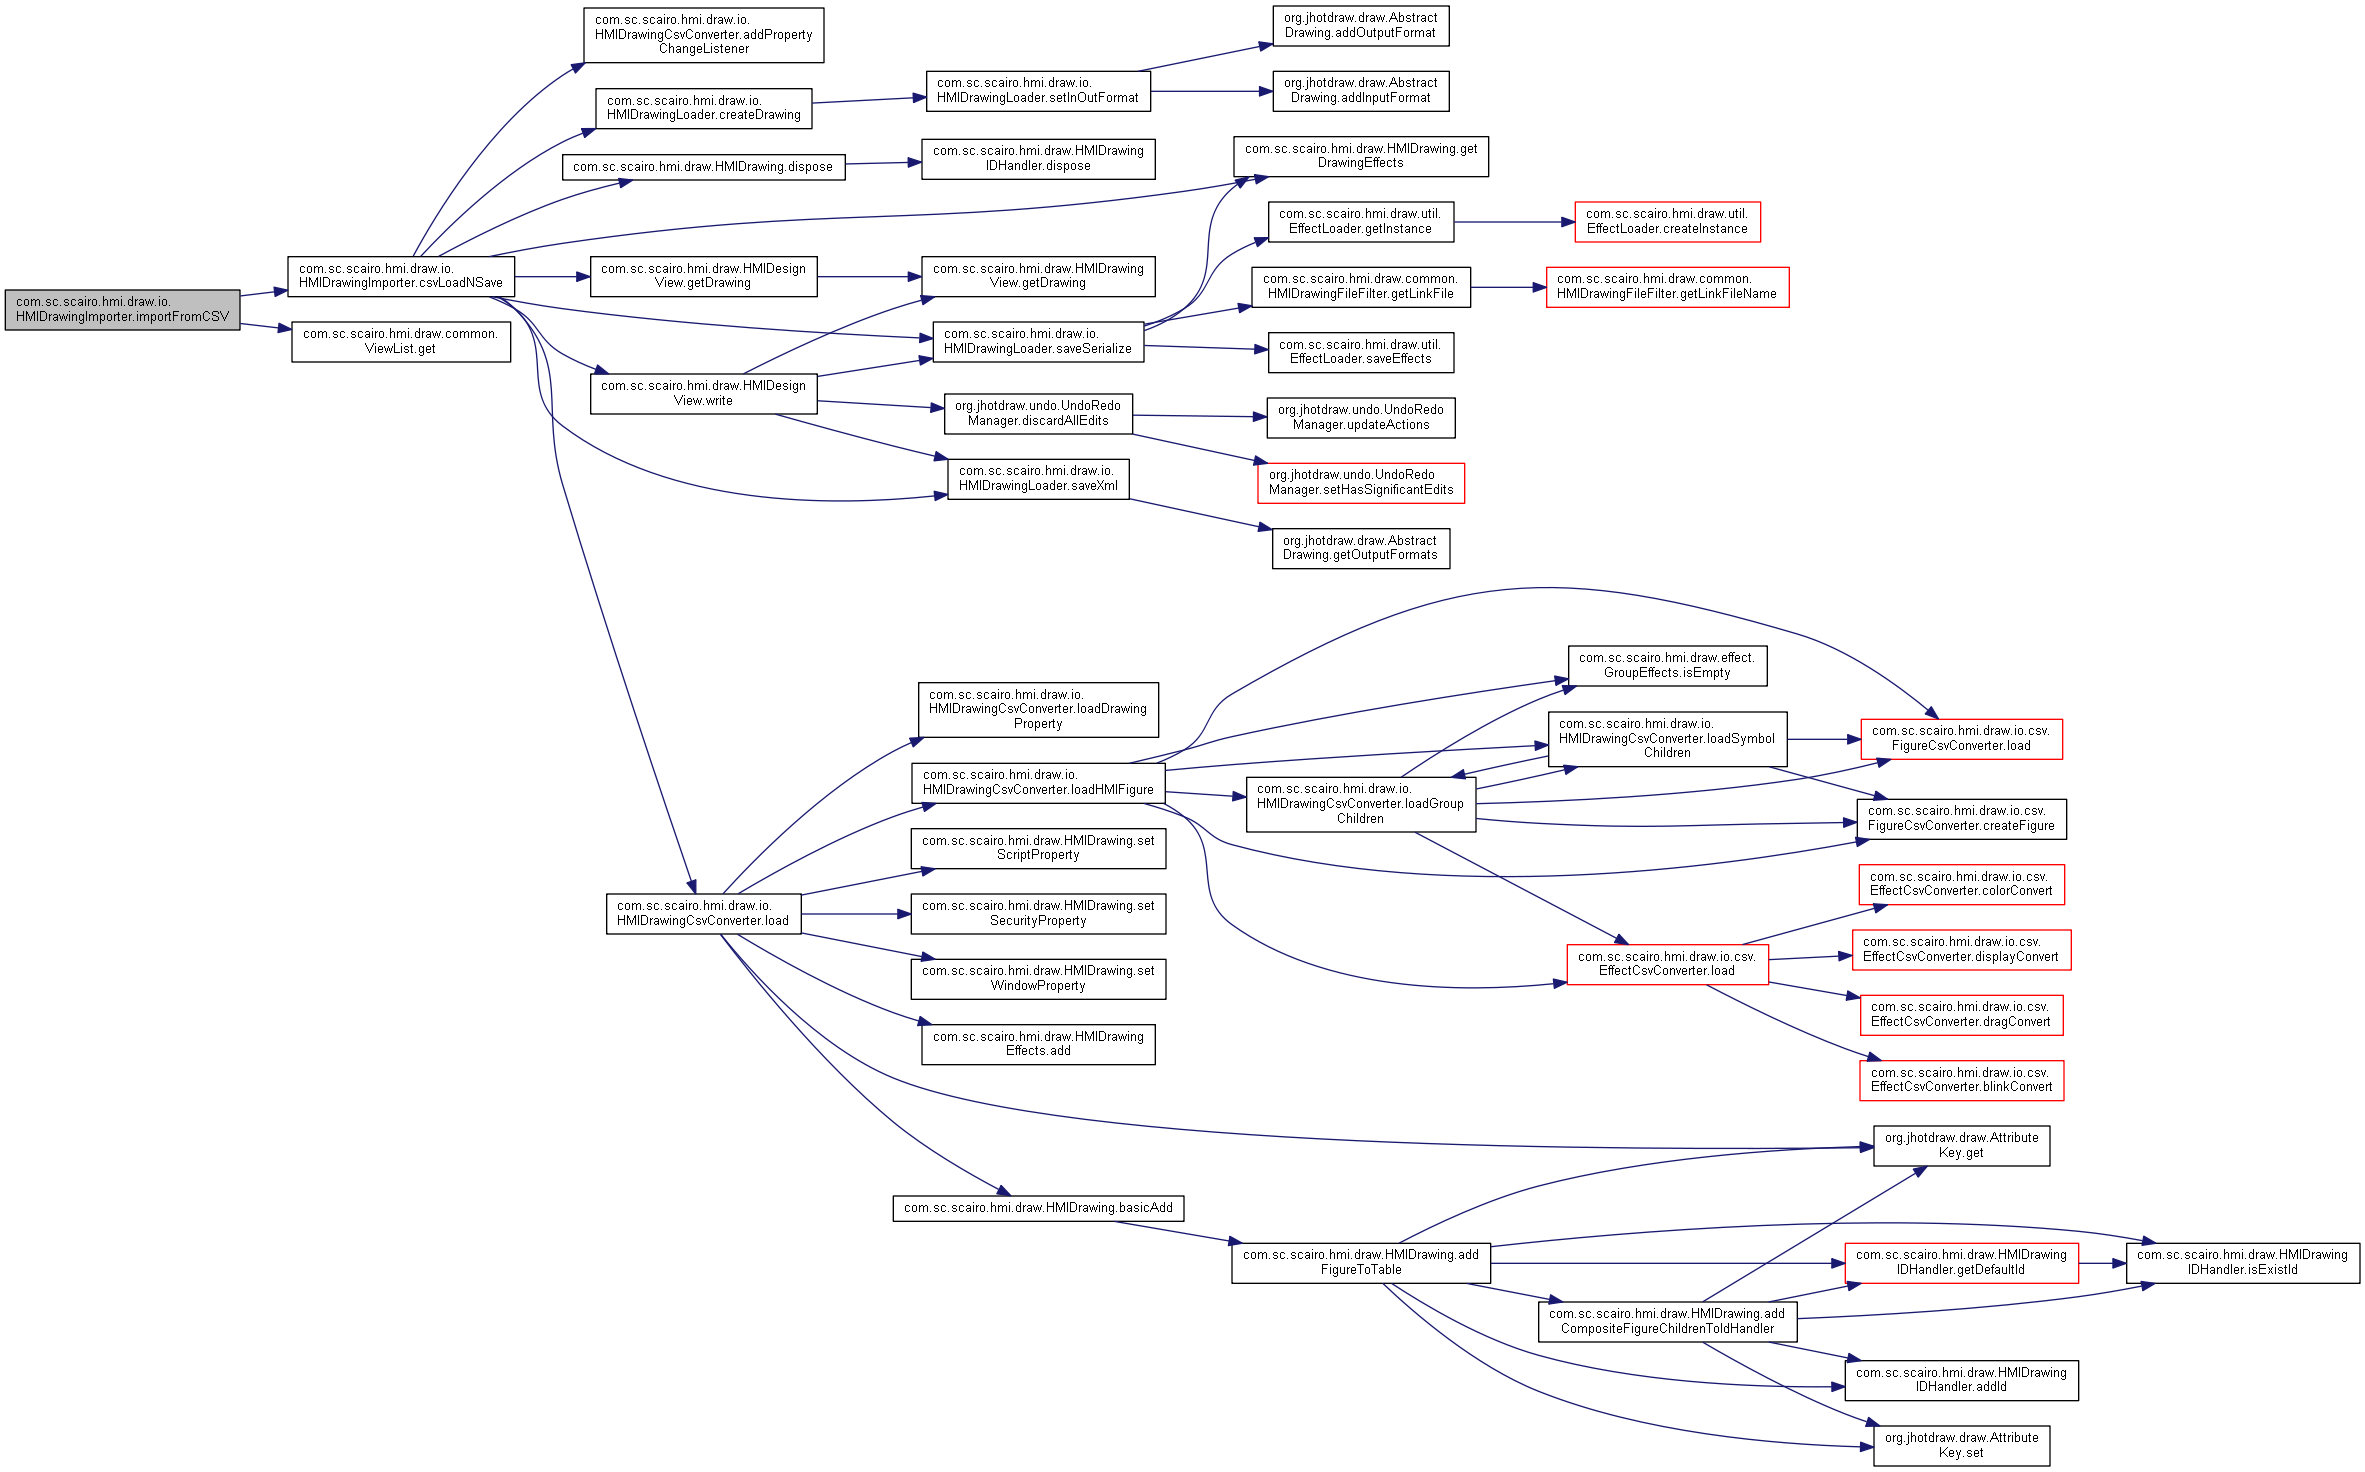 com.sc.scairo.hmi.draw.io.
HMIDrawingImporter.importFromCSV
com.sc.scairo.hmi.draw.io.
HMIDrawingImporter.csvLoadNSave
com.sc.scairo.hmi.draw.common.
ViewList.get
com.sc.scairo.hmi.draw.io.
HMIDrawingCsvConverter.addProperty
ChangeListener
com.sc.scairo.hmi.draw.io.
HMIDrawingLoader.createDrawing
com.sc.scairo.hmi.draw.HMIDrawing.dispose
com.sc.scairo.hmi.draw.HMIDesign
View.getDrawing
com.sc.scairo.hmi.draw.HMIDesign
View.write
com.sc.scairo.hmi.draw.io.
HMIDrawingCsvConverter.load
com.sc.scairo.hmi.draw.io.
HMIDrawingLoader.setInOutFormat
com.sc.scairo.hmi.draw.HMIDrawing
IDHandler.dispose
com.sc.scairo.hmi.draw.HMIDrawing
View.getDrawing
com.sc.scairo.hmi.draw.io.
HMIDrawingLoader.saveSerialize
org.jhotdraw.undo.UndoRedo
Manager.discardAllEdits
com.sc.scairo.hmi.draw.io.
HMIDrawingLoader.saveXml
com.sc.scairo.hmi.draw.io.
HMIDrawingCsvConverter.loadDrawing
Property
com.sc.scairo.hmi.draw.io.
HMIDrawingCsvConverter.loadHMIFigure
com.sc.scairo.hmi.draw.HMIDrawing.set
ScriptProperty
com.sc.scairo.hmi.draw.HMIDrawing.set
SecurityProperty
com.sc.scairo.hmi.draw.HMIDrawing.set
WindowProperty
com.sc.scairo.hmi.draw.HMIDrawing
Effects.add
com.sc.scairo.hmi.draw.HMIDrawing.basicAdd
org.jhotdraw.draw.Abstract
Drawing.addOutputFormat
org.jhotdraw.draw.Abstract
Drawing.addInputFormat
com.sc.scairo.hmi.draw.HMIDrawing.get
DrawingEffects
com.sc.scairo.hmi.draw.util.
EffectLoader.getInstance
com.sc.scairo.hmi.draw.common.
HMIDrawingFileFilter.getLinkFile
com.sc.scairo.hmi.draw.util.
EffectLoader.saveEffects
org.jhotdraw.undo.UndoRedo
Manager.updateActions
org.jhotdraw.undo.UndoRedo
Manager.setHasSignificantEdits
org.jhotdraw.draw.Abstract
Drawing.getOutputFormats
com.sc.scairo.hmi.draw.io.
HMIDrawingCsvConverter.loadGroup
Children
com.sc.scairo.hmi.draw.HMIDrawing.add
FigureToTable
com.sc.scairo.hmi.draw.util.
EffectLoader.createInstance
com.sc.scairo.hmi.draw.common.
HMIDrawingFileFilter.getLinkFileName
com.sc.scairo.hmi.draw.effect.
GroupEffects.isEmpty
com.sc.scairo.hmi.draw.io.
HMIDrawingCsvConverter.loadSymbol
Children
com.sc.scairo.hmi.draw.io.csv.
EffectCsvConverter.load
com.sc.scairo.hmi.draw.HMIDrawing.add
CompositeFigureChildrenToIdHandler
com.sc.scairo.hmi.draw.io.csv.
FigureCsvConverter.load
com.sc.scairo.hmi.draw.io.csv.
FigureCsvConverter.createFigure
com.sc.scairo.hmi.draw.io.csv.
EffectCsvConverter.colorConvert
com.sc.scairo.hmi.draw.io.csv.
EffectCsvConverter.displayConvert
com.sc.scairo.hmi.draw.io.csv.
EffectCsvConverter.dragConvert
com.sc.scairo.hmi.draw.io.csv.
EffectCsvConverter.blinkConvert
org.jhotdraw.draw.Attribute
Key.get
com.sc.scairo.hmi.draw.HMIDrawing
IDHandler.getDefaultId
com.sc.scairo.hmi.draw.HMIDrawing
IDHandler.isExistId
com.sc.scairo.hmi.draw.HMIDrawing
IDHandler.addId
org.jhotdraw.draw.Attribute
Key.set